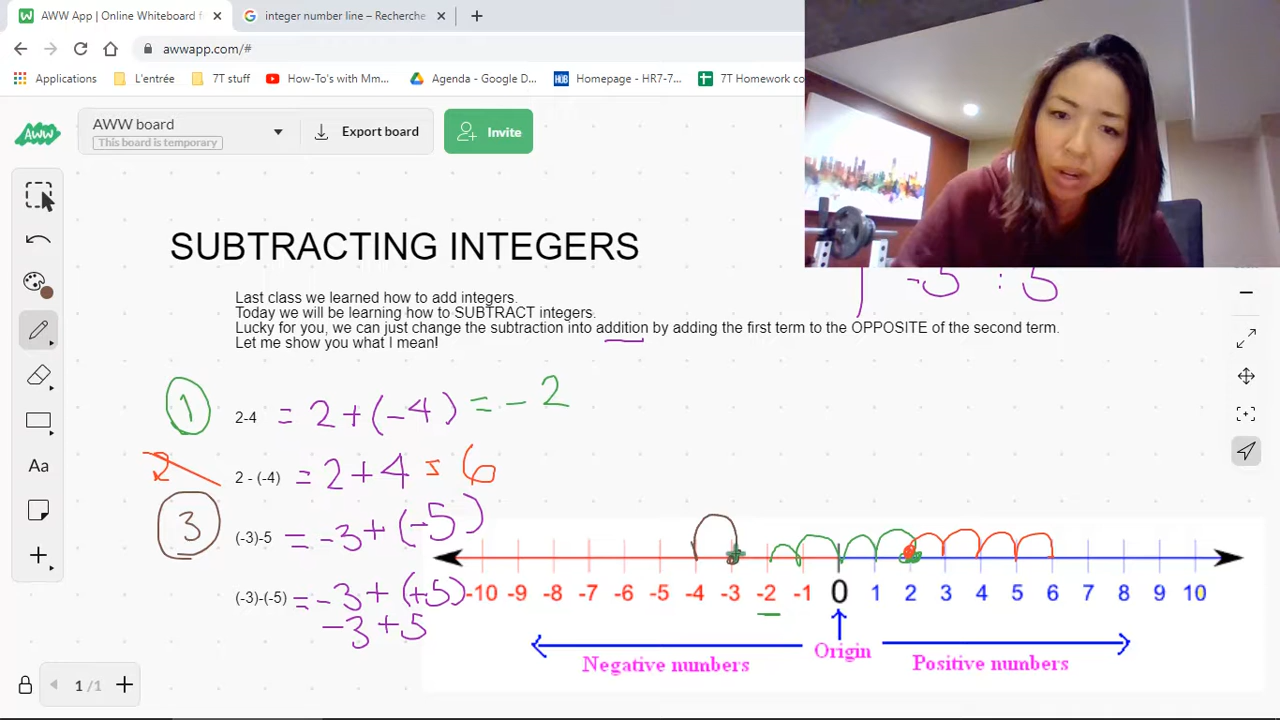 AWW App | Online Whiteboard f
integer number line – Recherche
awwapp.com/#
Applications
L'entrée
7T stuff
How-To's with Mm...
Agenda - Google D...
Homepage - HR7-7...
7T Homework co
AWW
AWW board
This board is temporary
Export board
Invite
SUBTRACTING INTEGERS
-5 : 5
Last class we learned how to add integers.
Today we will be learning how to SUBTRACT integers.
Lucky for you, we can just change the subtraction into addition by adding the first term to the OPPOSITE of the second term.
Let me show you what I mean!
1 2-4 = 2+(-4) = -2
2 2 - (-4) = 2+4 = 6
3 (-3)-5 = -3+(-5)
(-3)-(-5) = -3+(+5)
-3+5
-10 -9 -8 -7 -6 -5 -4 -3 -2 -1 0 1 2 3 4 5 6 7 8 9 10
Negative numbers Origin Positive numbers
Aa
1 / 1